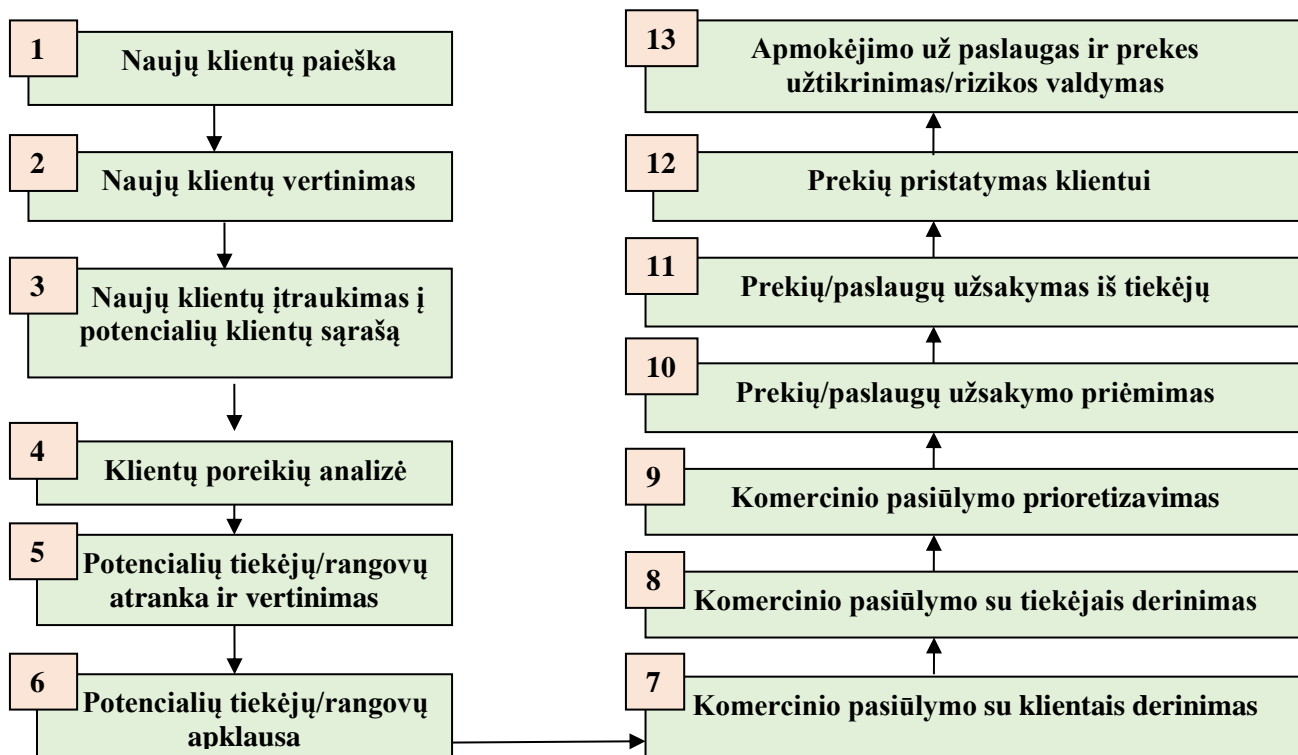 1
Naujų klientų paieška
2
Naujų klientų vertinimas
3
Naujų klientų įtraukimas į
potencialių klientų sąrašą
4
Klientų poreikių analizė
5
Potencialių tiekėjų/rangovų
atranka ir vertinimas
6
Potencialių tiekėjų/rangovų
apklausa
7
Komercinio pasiūlymo su klientais derinimas
8
Komercinio pasiūlymo su tiekėjais derinimas
9
Komercinio pasiūlymo prioretizavimas
10
Prekių/paslaugų užsakymo priėmimas
11
Prekių/paslaugų užsakymas iš tiekėjų
12
Prekių pristatymas klientui
13
Apmokėjimo už paslaugas ir prekes
užtikrinimas/rizikos valdymas